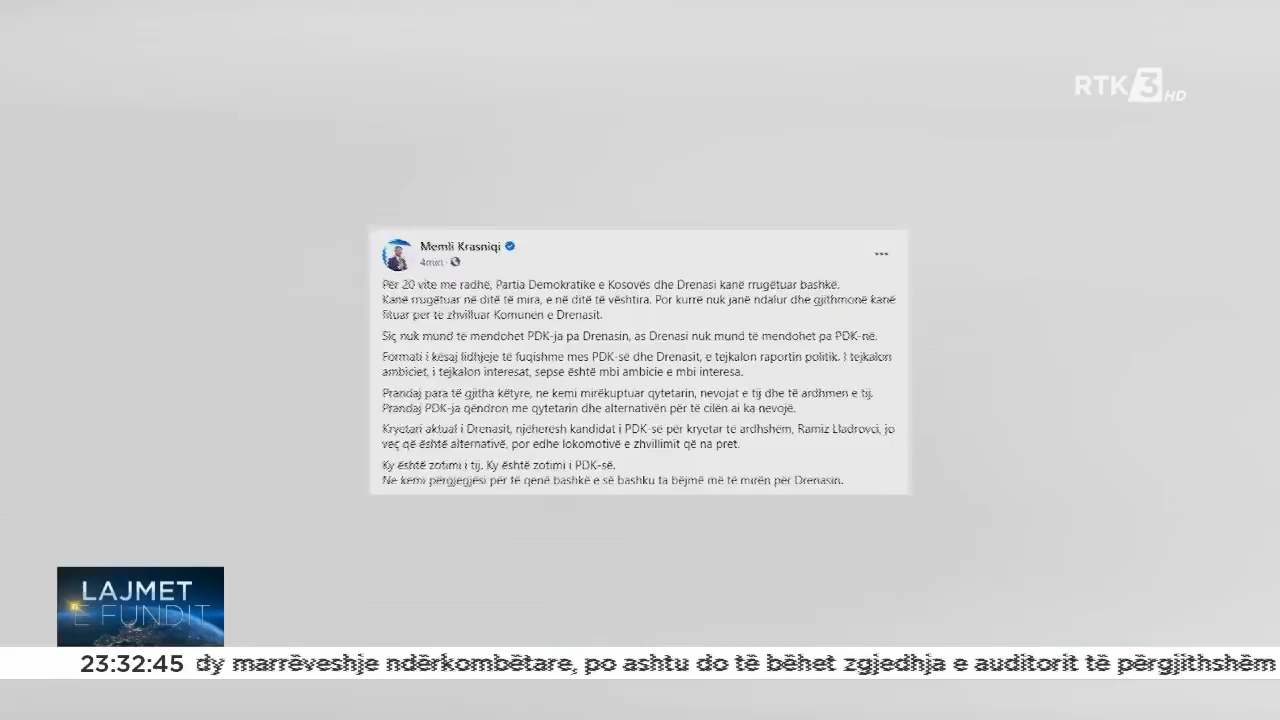 RTK 3 HD
Memli Krasniqi
4min
Për 20 vite me radhë, Partia Demokratike e Kosovës dhe Drenasi kanë rrugëtuar bashkë.
Kanë rrugëtuar në ditë të mira, e në ditë të vështira. Por kurrë nuk janë ndalur dhe gjithmonë kanë
fituar për të zhvilluar Komunën e Drenasit.
Siç nuk mund të mendohet PDK-ja pa Drenasin, as Drenasi nuk mund të mendohet pa PDK-në.
Formati i kësaj lidhjeje të fuqishme mes PDK-së dhe Drenasit, e tejkalon raportin politik. I tejkalon
ambiciet, i tejkalon interesat, sepse është mbi ambicie e mbi interesa.
Prandaj para të gjitha këtyre, ne kemi mirëkuptuar qytetarin, nevojat e tij dhe të ardhmen e tij.
Prandaj PDK-ja qëndron me qytetarin dhe alternativën për të cilën ai ka nevojë.
Kryetari aktual i Drenasit, njëherësh kandidat i PDK-së për kryetar të ardhshëm, Ramiz Lladrovci, jo
veç që është alternativë, por edhe lokomotivë e zhvillimit që na pret.
Ky është zotimi i tij. Ky është zotimi i PDK-së.
Ne kemi përgjegjësi për të qenë bashkë e së bashku ta bëjmë më të mirën për Drenasin.
LAJMET
E FUNDIT
23:32:45 dy marrëveshje ndërkombëtare, po ashtu do të bëhet zgjedhja e auditorit të përgjithshëm